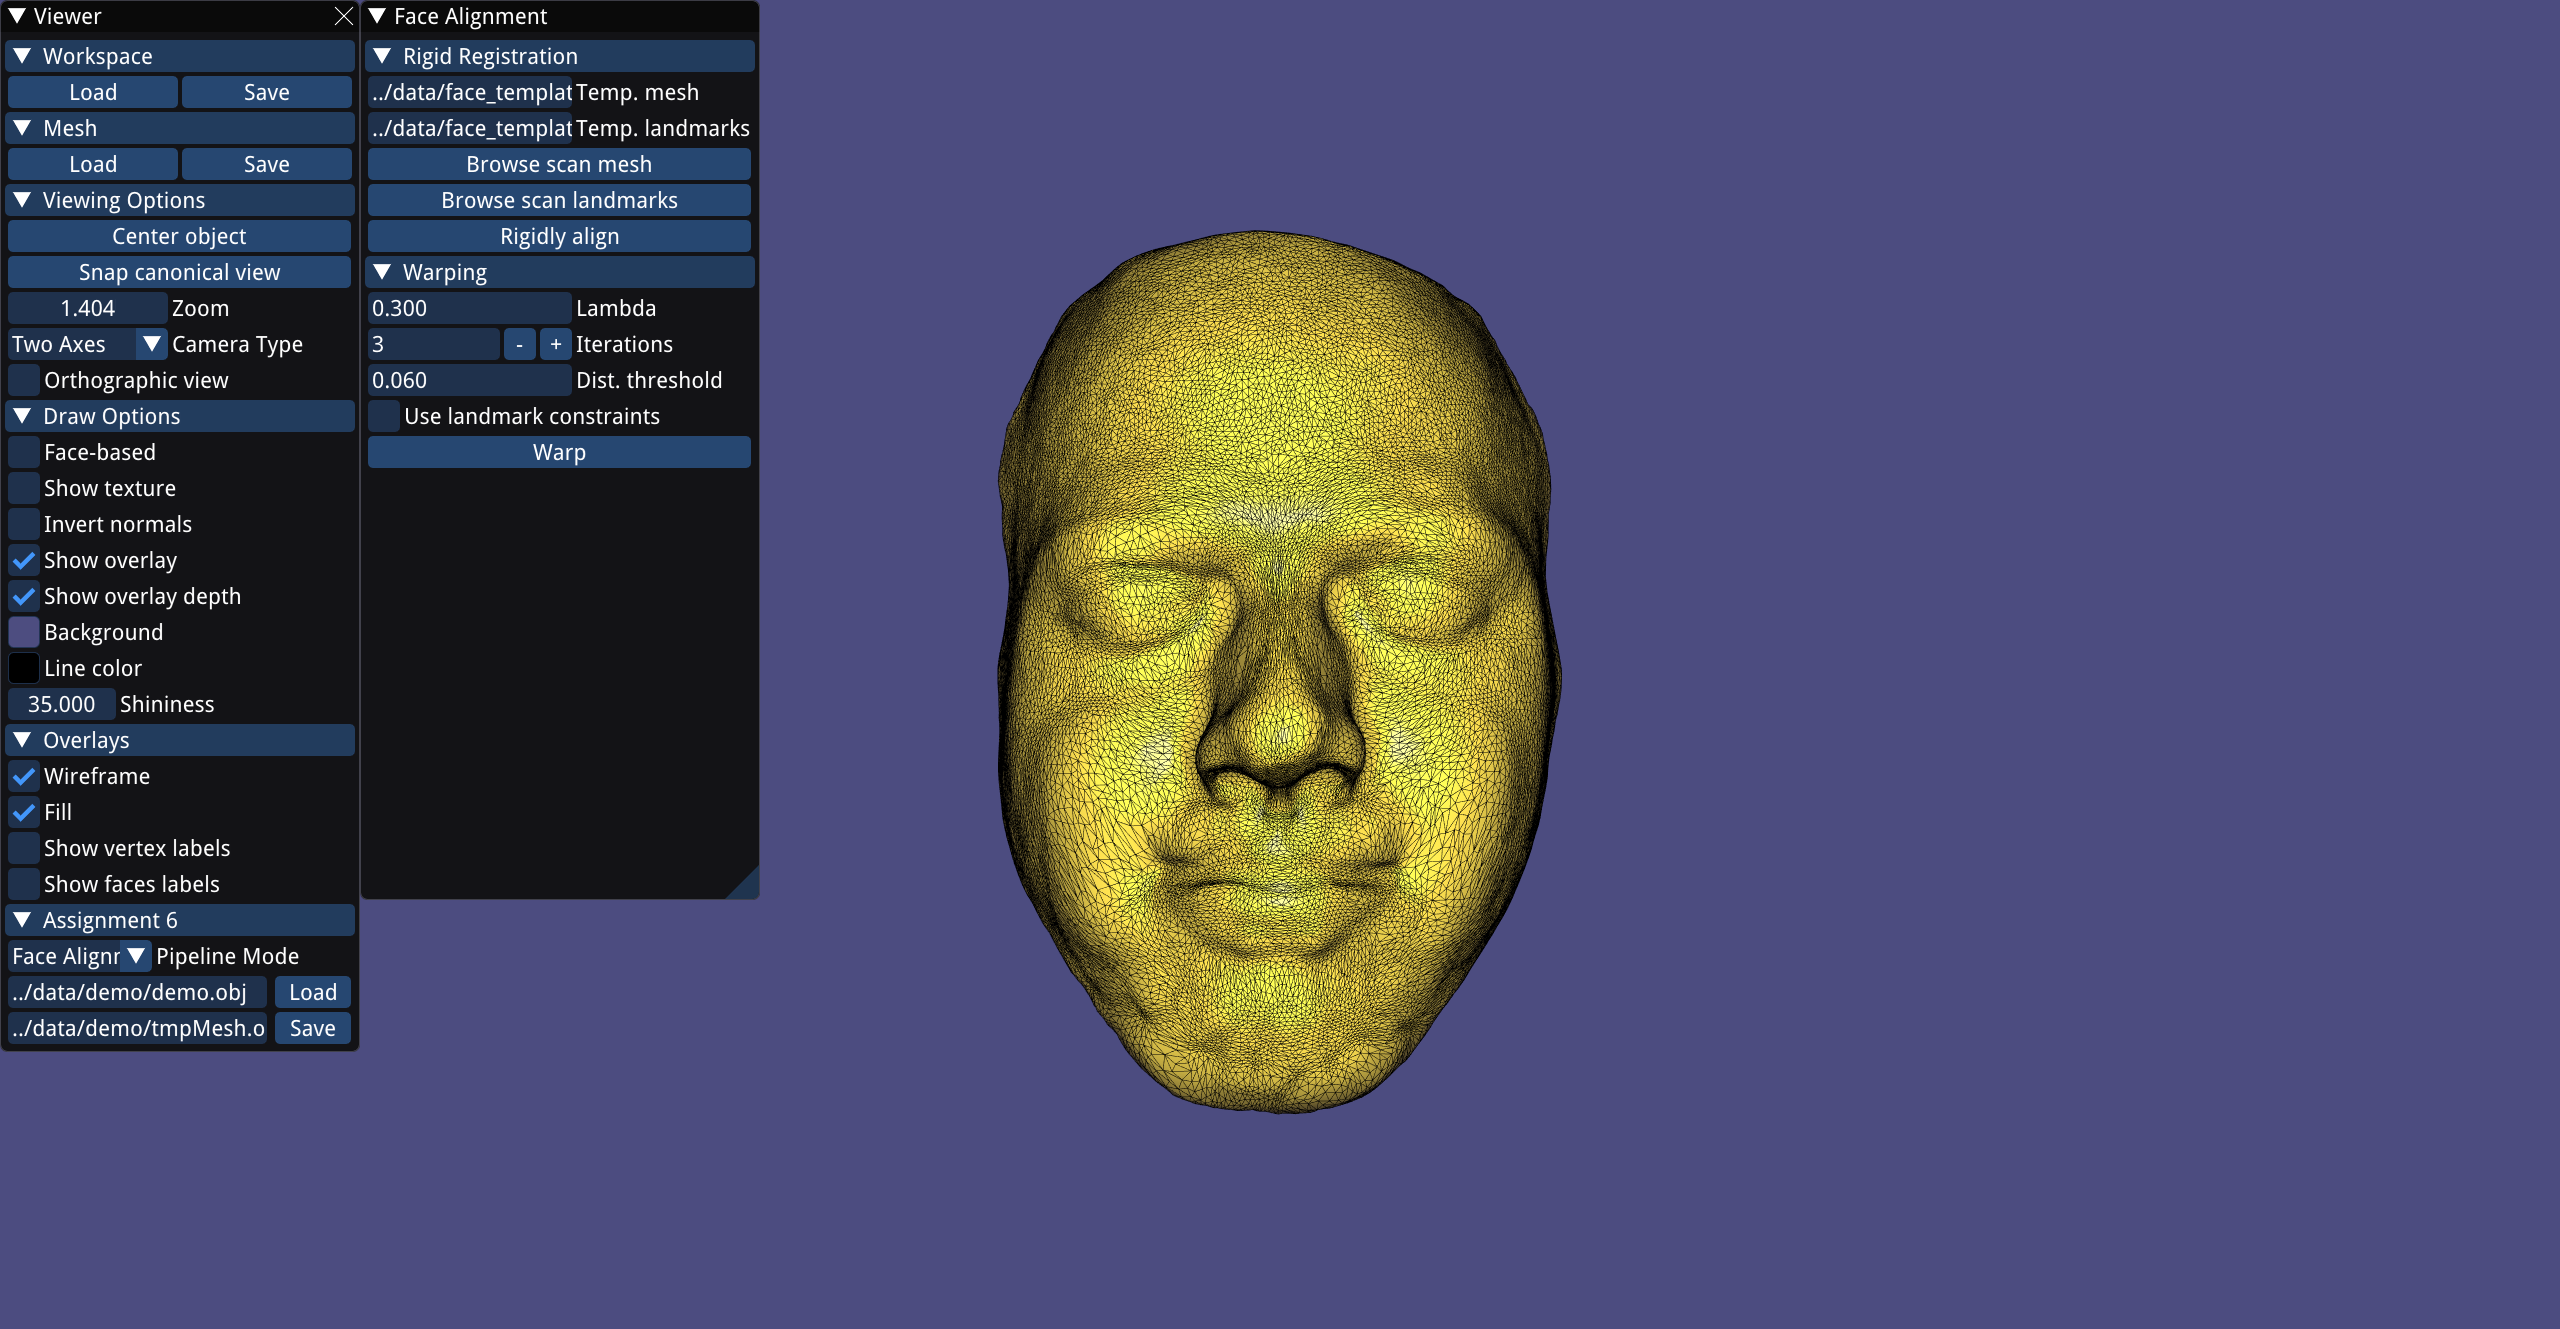 Viewer
Workspace
Load Save
Mesh
Load Save
Viewing Options
Center object
Snap canonical view
1.404 Zoom
Two Axes Camera Type
Orthographic view
Draw Options
Face-based
Show texture
Invert normals
Show overlay
Show overlay depth
Background
Line color
35.000 Shininess
Overlays
Wireframe
Fill
Show vertex labels
Show faces labels
Assignment 6
Face Alignr Pipeline Mode
../data/demo/demo.obj Load
../data/demo/tmpMesh.o Save
Face Alignment
Rigid Registration
../data/face_templat Temp. mesh
../data/face_templat Temp. landmarks
Browse scan mesh
Browse scan landmarks
Rigidly align
Warping
0.300 Lambda
3 - + Iterations
0.060 Dist. threshold
Use landmark constraints
Warp